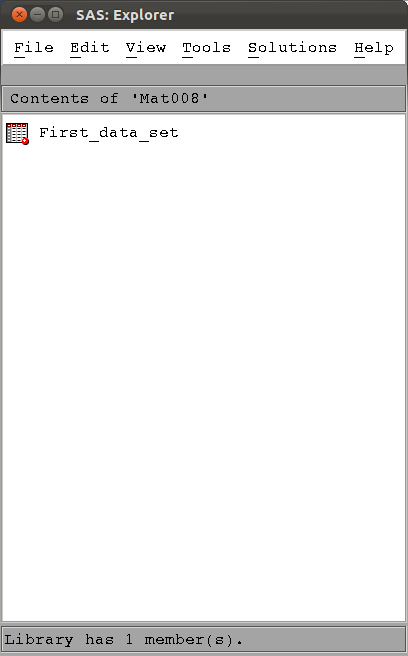 SAS: Explorer
File Edit View Tools Solutions Help
Contents of 'Mat008'
First_data_set
Library has 1 member(s).